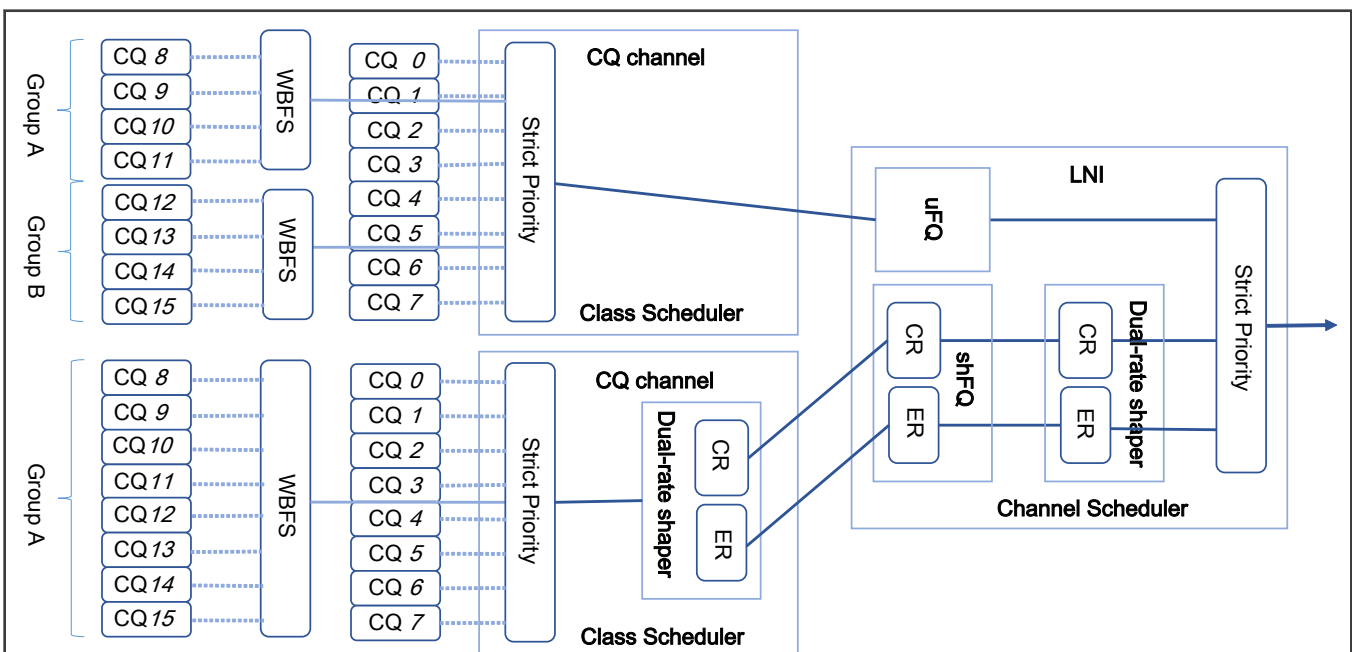 Group A
CQ 8
CQ 9
CQ 10
CQ 11
WBFS
Group B
CQ 12
CQ 13
CQ 14
CQ 15
WBFS
CQ 0
CQ 1
CQ 2
CQ 3
CQ 4
CQ 5
CQ 6
CQ 7
CQ channel
Strict Priority
Class Scheduler
Group A
CQ 8
CQ 9
CQ 10
CQ 11
CQ 12
CQ 13
CQ 14
CQ 15
WBFS
CQ 0
CQ 1
CQ 2
CQ 3
CQ 4
CQ 5
CQ 6
CQ 7
CQ channel
Strict Priority
Dual-rate shaper
CR
ER
Class Scheduler
LNI
uFQ
CR
ER
shFQ
CR
ER
Dual-rate shaper
Strict Priority
Channel Scheduler